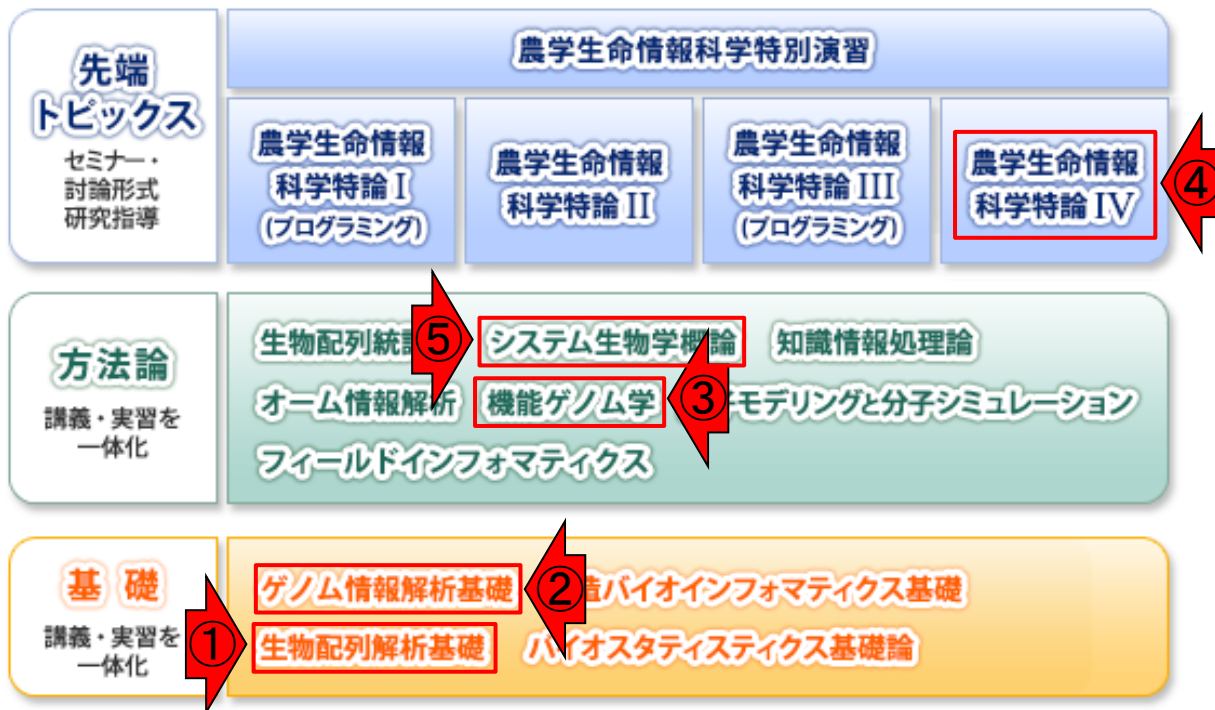 先端
トピックス
セミナー・
討論形式
研究指導
農学生命情報科学特別演習
農学生命情報
科学特論 I
(プログラミング)
農学生命情報
科学特論 II
農学生命情報
科学特論 III
(プログラミング)
農学生命情報
科学特論 IV
④
方法論
講義・実習を
一体化
生物配列統 ⑤ システム生物学概論 知識情報処理論
オーム情報解析 機能ゲノム学 ③ モデリングと分子シミュレーション
フィールドインフォマティクス
基礎
講義・実習を
一体化
ゲノム情報解析基礎 ② 造バイオインフォマティクス基礎
① 生物配列解析基礎 バイオスタティスティクス基礎論